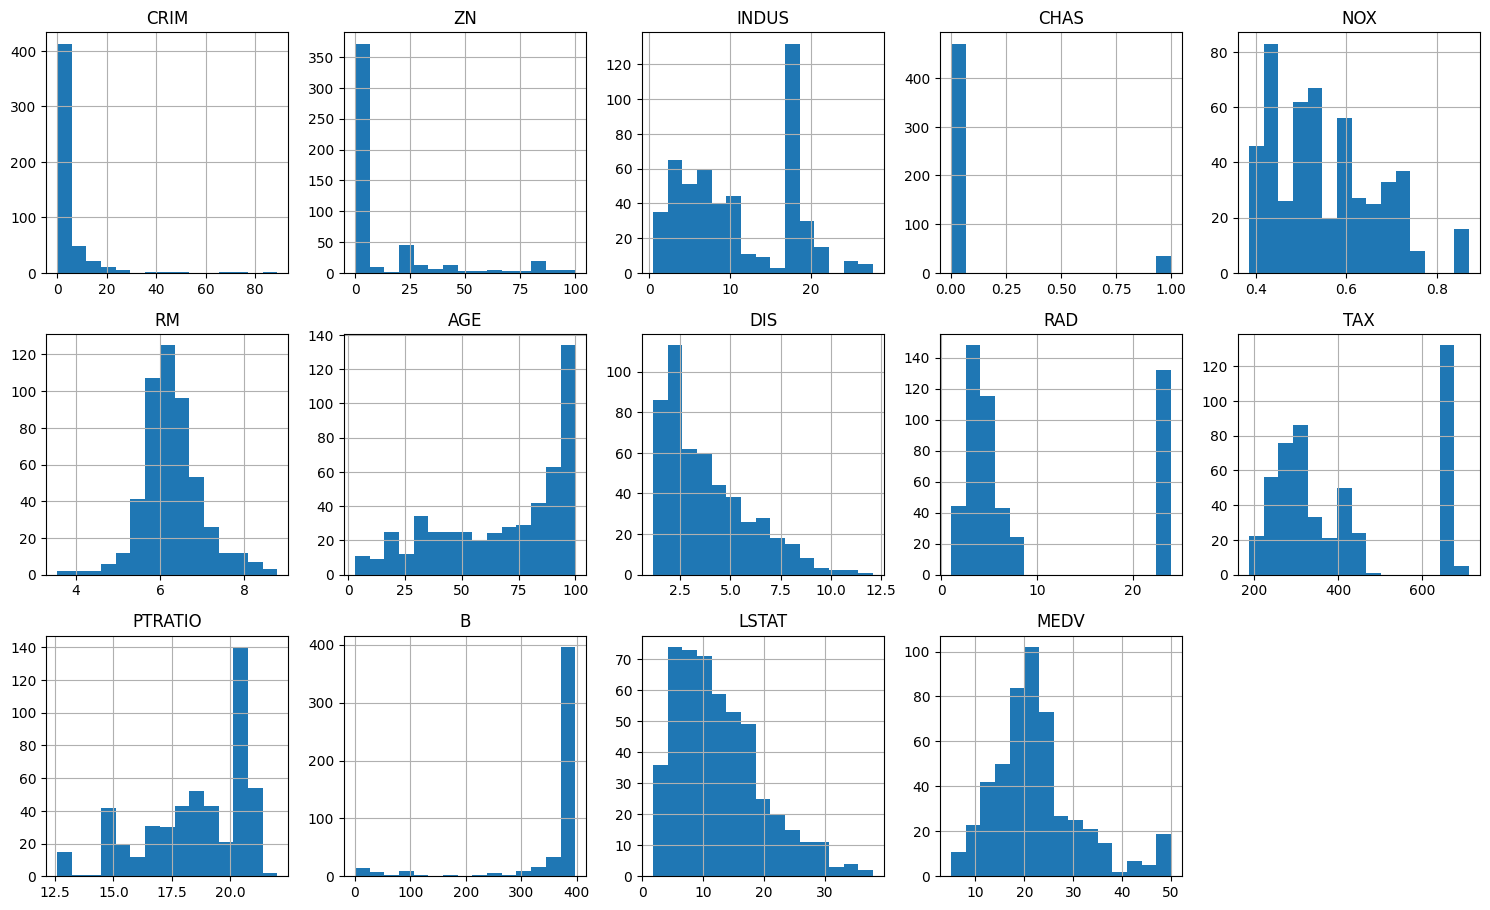 CRIM ZN INDUS CHAS NOX
400 300 200 100 0
0 20 40 60 80
350 300 250 200 150 100 50 0
0 25 50 75 100
120 100 80 60 40 20 0
0 10 20
400 300 200 100 0
0.00 0.25 0.50 0.75 1.00
80 60 40 20 0
0.4 0.6 0.8
RM AGE DIS RAD TAX
120 100 80 60 40 20 0
4 6 8
140 120 100 80 60 40 20 0
0 25 50 75 100
100 80 60 40 20 0
2.5 5.0 7.5 10.0 12.5
140 120 100 80 60 40 20 0
0 10 20
120 100 80 60 40 20 0
200 400 600
PTRATIO B LSTAT MEDV
140 120 100 80 60 40 20 0
12.5 15.0 17.5 20.0
400 300 200 100 0
0 100 200 300 400
70 60 50 40 30 20 10 0
0 10 20 30
100 80 60 40 20 0
10 20 30 40 50